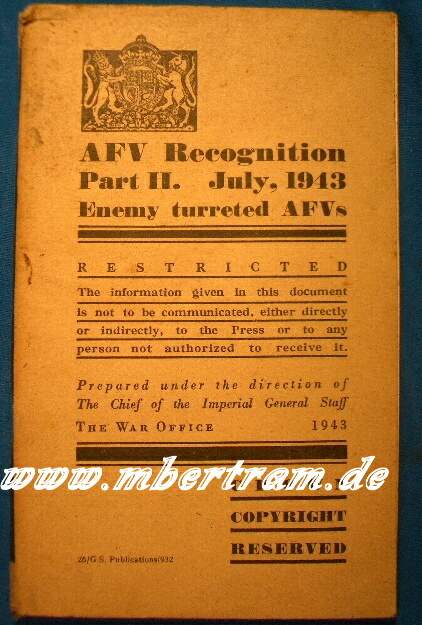 AFV Recognition
Part II. July, 1943
Enemy turreted AFVs
RESTRICTED
The information given in this document
is not to be communicated, either directly
or indirectly, to the Press or to any
person not authorized to receive it.
Prepared under the direction of
The Chief of the Imperial General Staff
THE WAR OFFICE 1943
www.mbertram.de
COPYRIGHT
RESERVED
26/G.S. Publications/932